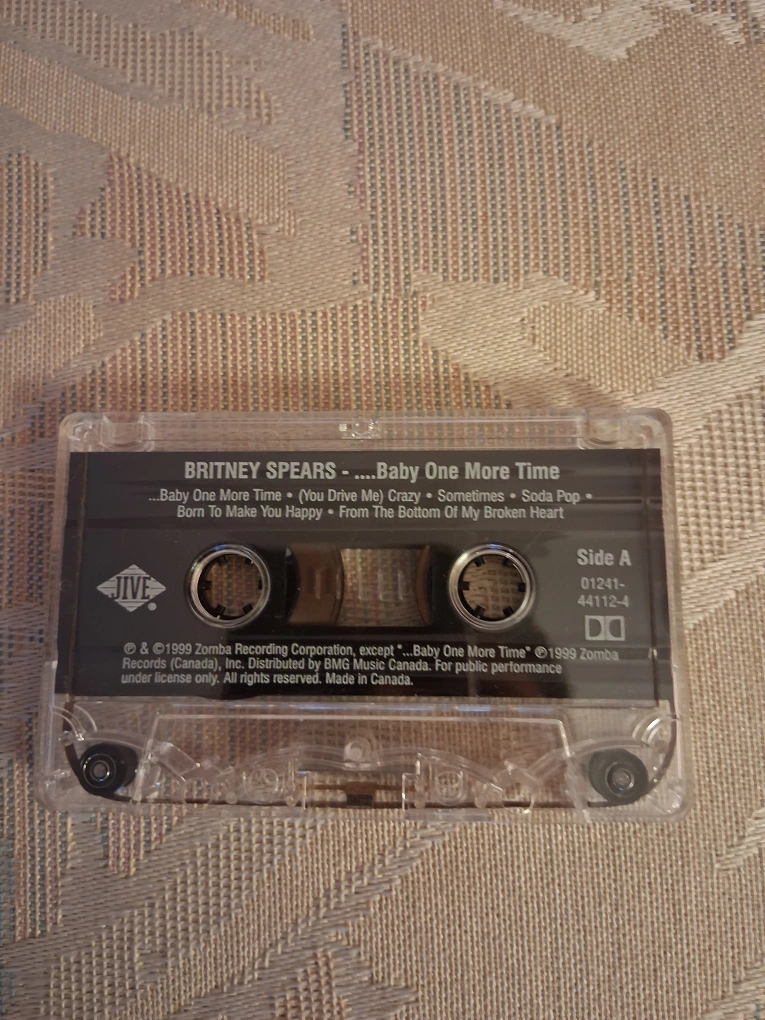 BRITNEY SPEARS - ....Baby One More Time
...Baby One More Time • (You Drive Me) Crazy • Sometimes • Soda Pop •
Born To Make You Happy • From The Bottom Of My Broken Heart
Side A
01241-
44112-4
JIVE
℗ & ©1999 Zomba Recording Corporation, except "...Baby One More Time" ℗1999 Zomba
Records (Canada), Inc. Distributed by BMG Music Canada. For public performance
under license only. All rights reserved. Made in Canada.